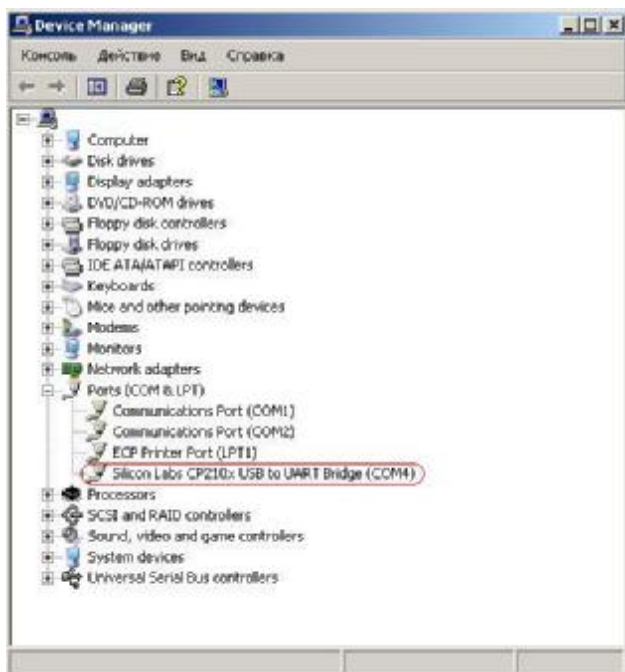 Device Manager
Консоль Действие Вид Справка
Computer
Disk drives
Display adapters
DVD/CD-ROM drives
Floppy disk controllers
Floppy disk drives
IDE ATA/ATAPI controllers
Keyboards
Mice and other pointing devices
Modems
Monitors
Network adapters
Ports (COM & LPT)
Communications Port (COM1)
Communications Port (COM2)
ECP Printer Port (LPT1)
Silicon Labs CP210x USB to UART Bridge (COM4)
Processors
SCSI and RAID controllers
Sound, video and game controllers
System devices
Universal Serial Bus controllers